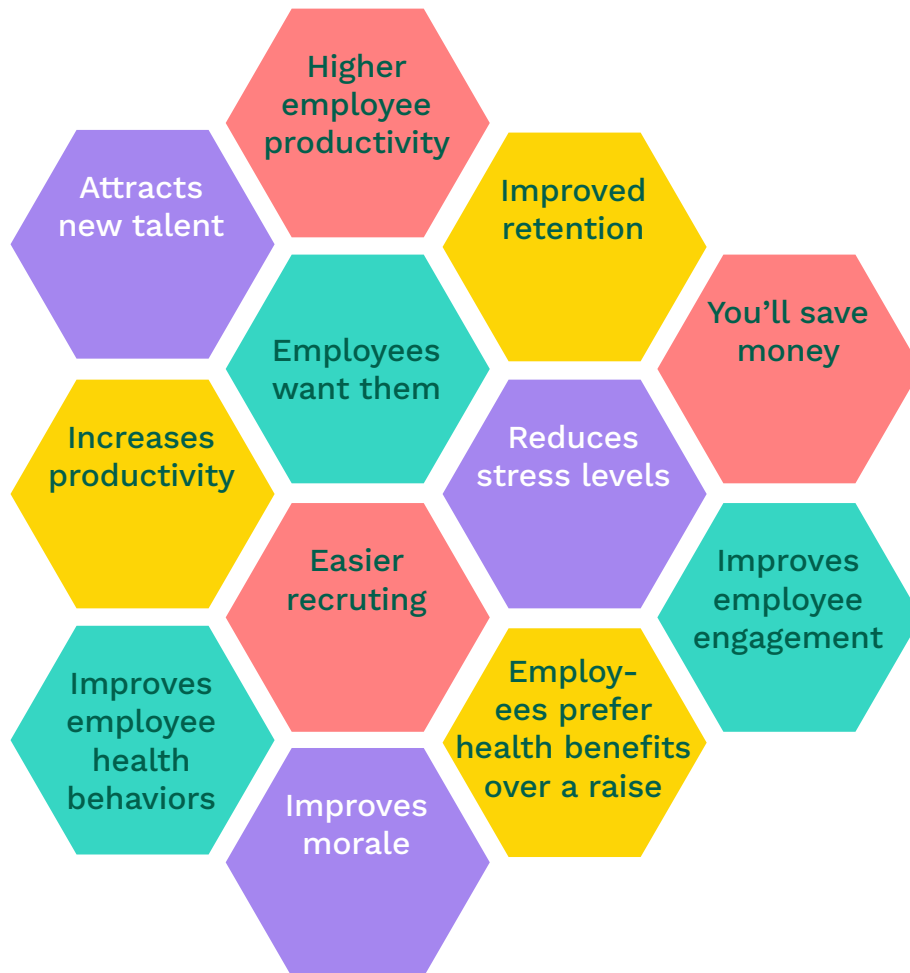 Higher
employee
productivity
Attracts
new talent
Improved
retention
You'll save
money
Employees
want them
Increases
productivity
Reduces
stress levels
Easier
recruting
Improves
employee
engagement
Improves
employee
health
behaviors
Employ-
ees prefer
health benefits
over a raise
Improves
morale